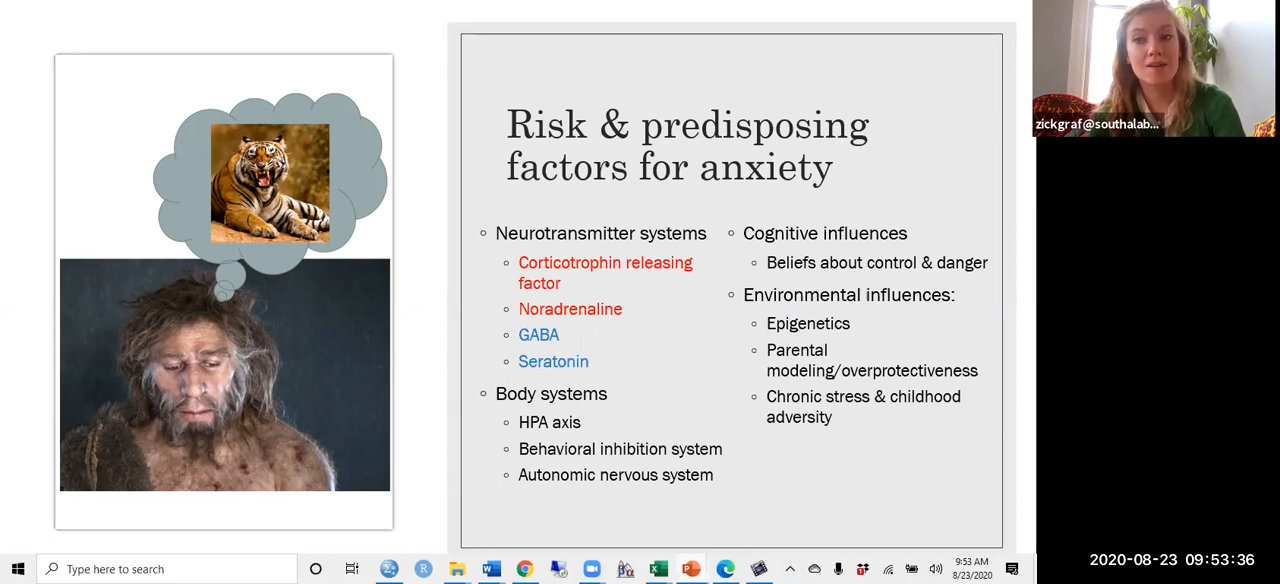 Risk & predisposing
factors for anxiety
Neurotransmitter systems
Corticotrophin releasing
factor
Noradrenaline
GABA
Seratonin
Body systems
HPA axis
Behavioral inhibition system
Autonomic nervous system
Cognitive influences
Beliefs about control & danger
Environmental influences:
Epigenetics
Parental
modeling/overprotectiveness
Chronic stress & childhood
adversity
zickgraf@southalab...
Type here to search
9:53 AM
8/23/2020
2020-08-23 09:53:36